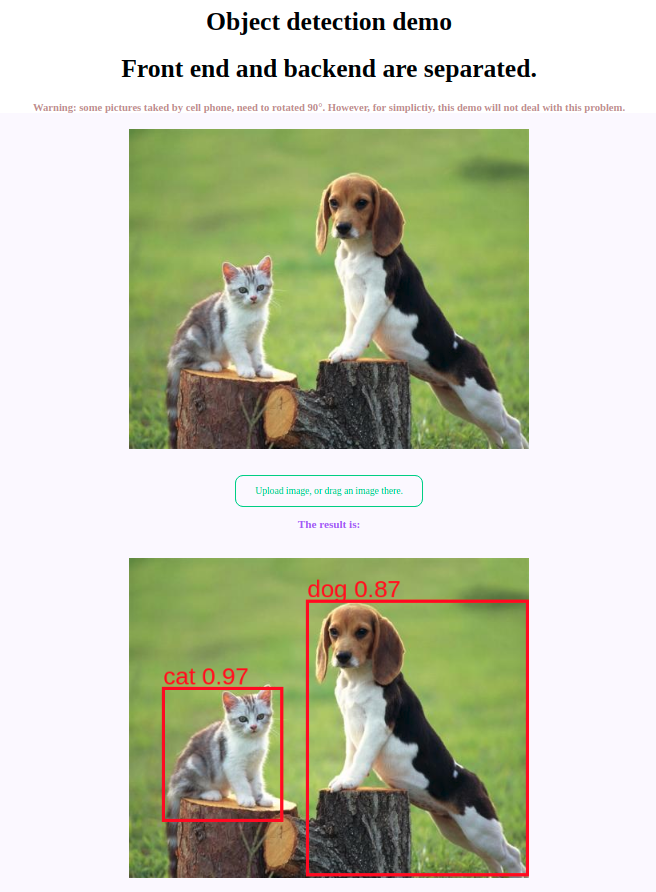 Object detection demo
Front end and backend are separated.
Warning: some pictures taked by cell phone, need to rotated 90°. However, for simplictiy, this demo will not deal with this problem.
Upload image, or drag an image there.
The result is:
dog 0.87
cat 0.97